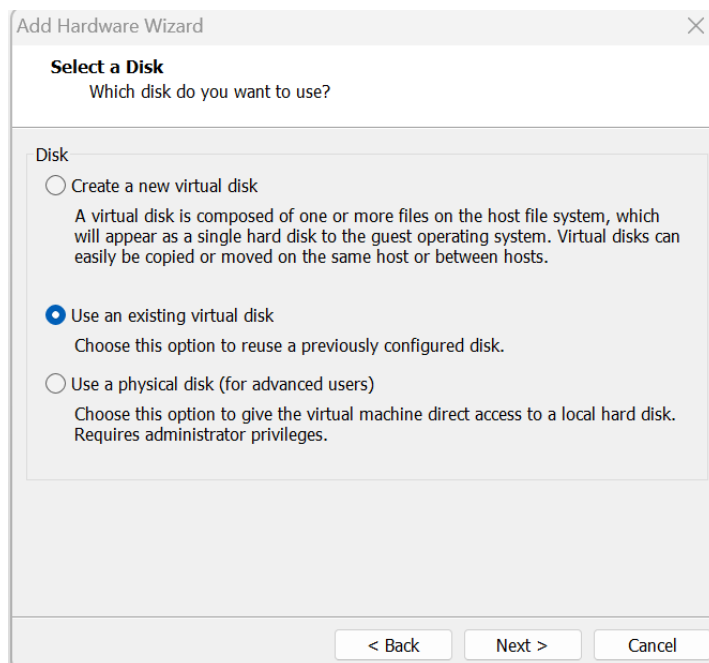 Add Hardware Wizard
Select a Disk
Which disk do you want to use?
Disk
Create a new virtual disk
A virtual disk is composed of one or more files on the host file system, which
will appear as a single hard disk to the guest operating system. Virtual disks can
easily be copied or moved on the same host or between hosts.
Use an existing virtual disk
Choose this option to reuse a previously configured disk.
Use a physical disk (for advanced users)
Choose this option to give the virtual machine direct access to a local hard disk.
Requires administrator privileges.
< Back Next > Cancel